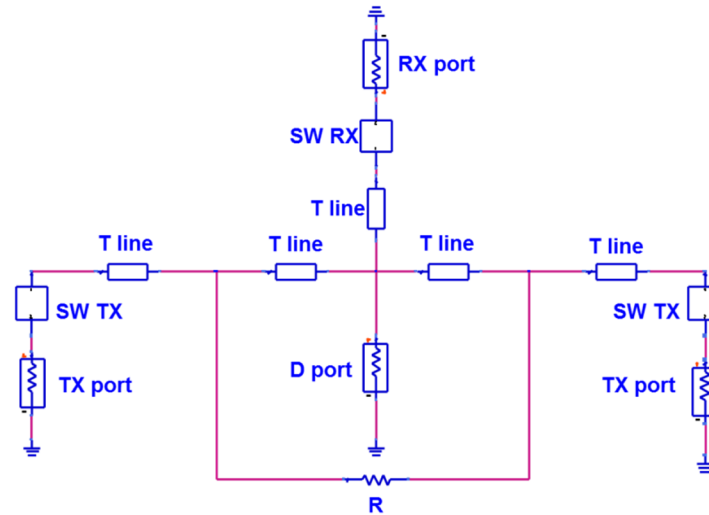 RX port
SW RX
T line
T line
T line
T line
T line
SW TX
SW TX
D port
TX port
TX port
R